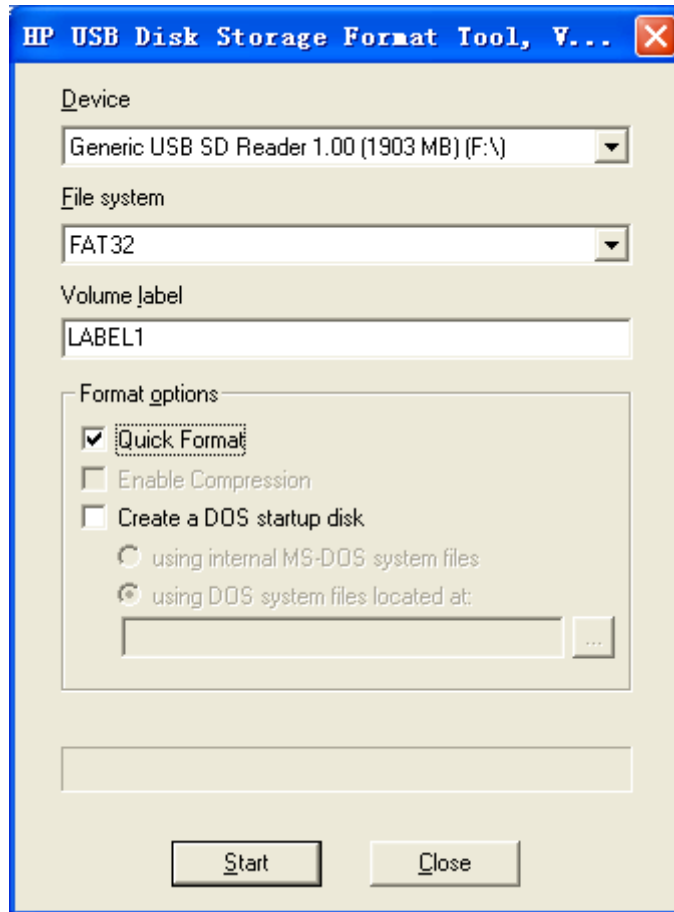 HP USB Disk Storage Format Tool, V...
Device
Generic USB SD Reader 1.00 (1903 MB) (F:\)
File system
FAT32
Volume label
LABEL1
Format options
Quick Format
Enable Compression
Create a DOS startup disk
using internal MS-DOS system files
using DOS system files located at:
...
Start Close